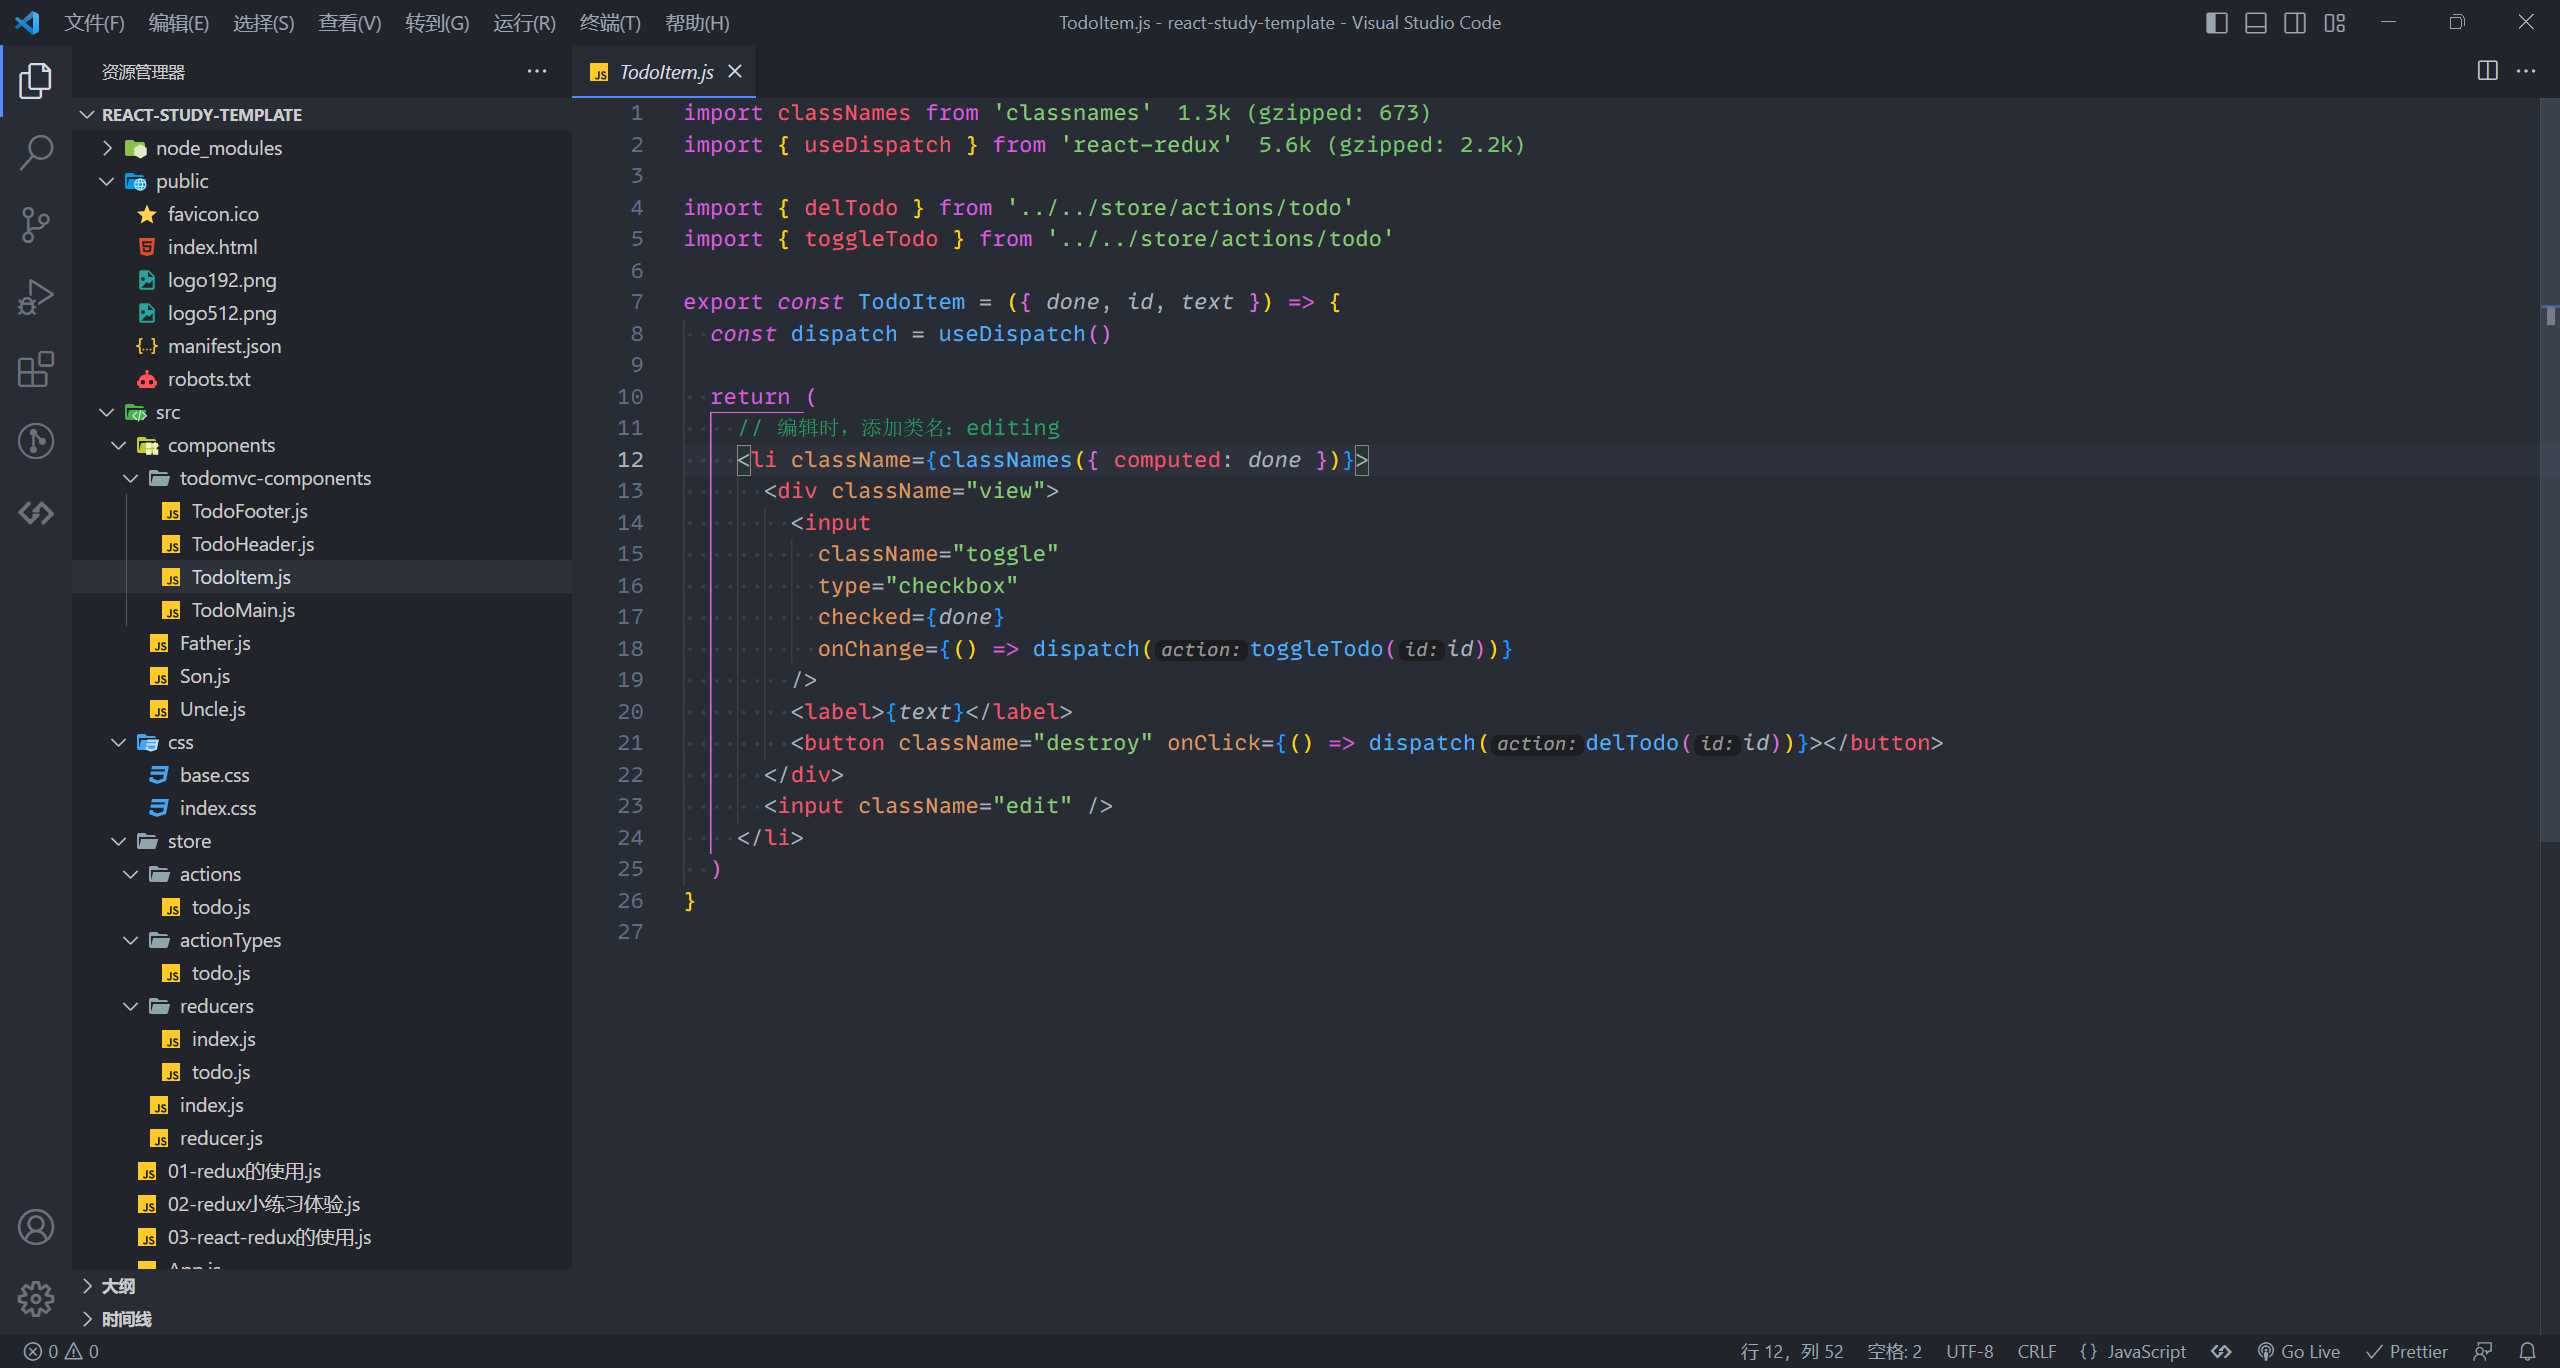 文件(F) 编辑(E) 选择(S) 查看(V) 转到(G) 运行(R) 终端(T) 帮助(H) TodoItem.js - react-study-template - Visual Studio Code
资源管理器
REACT-STUDY-TEMPLATE
node_modules
public
favicon.ico
index.html
logo192.png
logo512.png
manifest.json
robots.txt
src
components
todomvc-components
TodoFooter.js
TodoHeader.js
TodoItem.js
TodoMain.js
Father.js
Son.js
Uncle.js
css
base.css
index.css
store
actions
todo.js
actionTypes
todo.js
reducers
index.js
todo.js
index.js
reducer.js
01-redux的使用.js
02-redux小练习体验.js
03-react-redux的使用.js
App.js
大纲
时间线
TodoItem.js
1 import classNames from 'classnames' 1.3k (gzipped: 673)
2 import { useDispatch } from 'react-redux' 5.6k (gzipped: 2.2k)
3
4 import { delTodo } from '../../store/actions/todo'
5 import { toggleTodo } from '../../store/actions/todo'
6
7 export const TodoItem = ({ done, id, text }) => {
8 const dispatch = useDispatch()
9
10 return (
11 // 编辑时，添加类名：editing
12 <li className={classNames({ computed: done })}>
13 <div className="view">
14 <input
15 className="toggle"
16 type="checkbox"
17 checked={done}
18 onChange={() => dispatch(action: toggleTodo(id: id))}
19 />
20 <label>{text}</label>
21 <button className="destroy" onClick={() => dispatch(action: delTodo(id: id))}></button>
22 </div>
23 <input className="edit" />
24 </li>
25 )
26 }
27
0 0 行 12，列 52 空格: 2 UTF-8 CRLF {} JavaScript Go Live Prettier